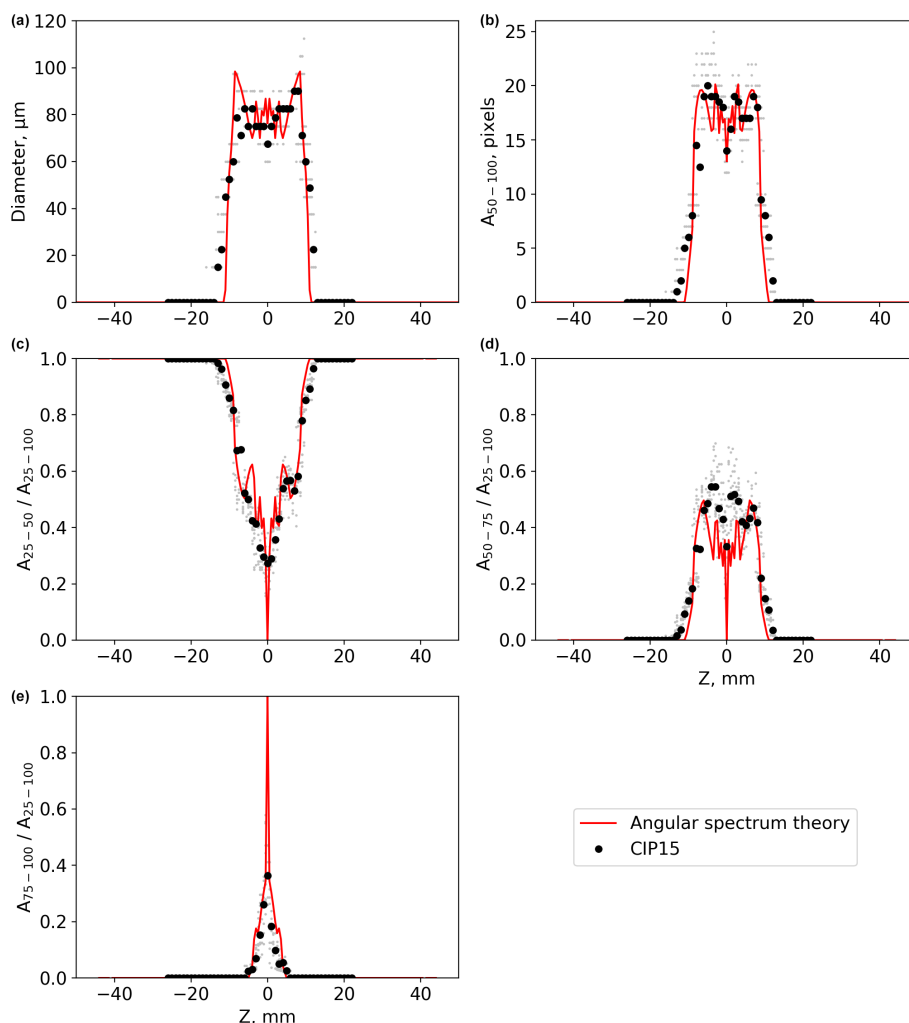 (a)
120
100
80
60
40
20
0
Diameter, μm
−40 −20 0 20 40
(b)
25
20
15
10
5
0
A50−100, pixels
−40 −20 0 20 40
(c)
1.0
0.8
0.6
0.4
0.2
0.0
A25−50 / A25−100
−40 −20 0 20 40
(d)
1.0
0.8
0.6
0.4
0.2
0.0
A50−75 / A25−100
−40 −20 0 20 40
Z, mm
(e)
1.0
0.8
0.6
0.4
0.2
0.0
A75−100 / A25−100
−40 −20 0 20 40
Z, mm
Angular spectrum theory
CIP15